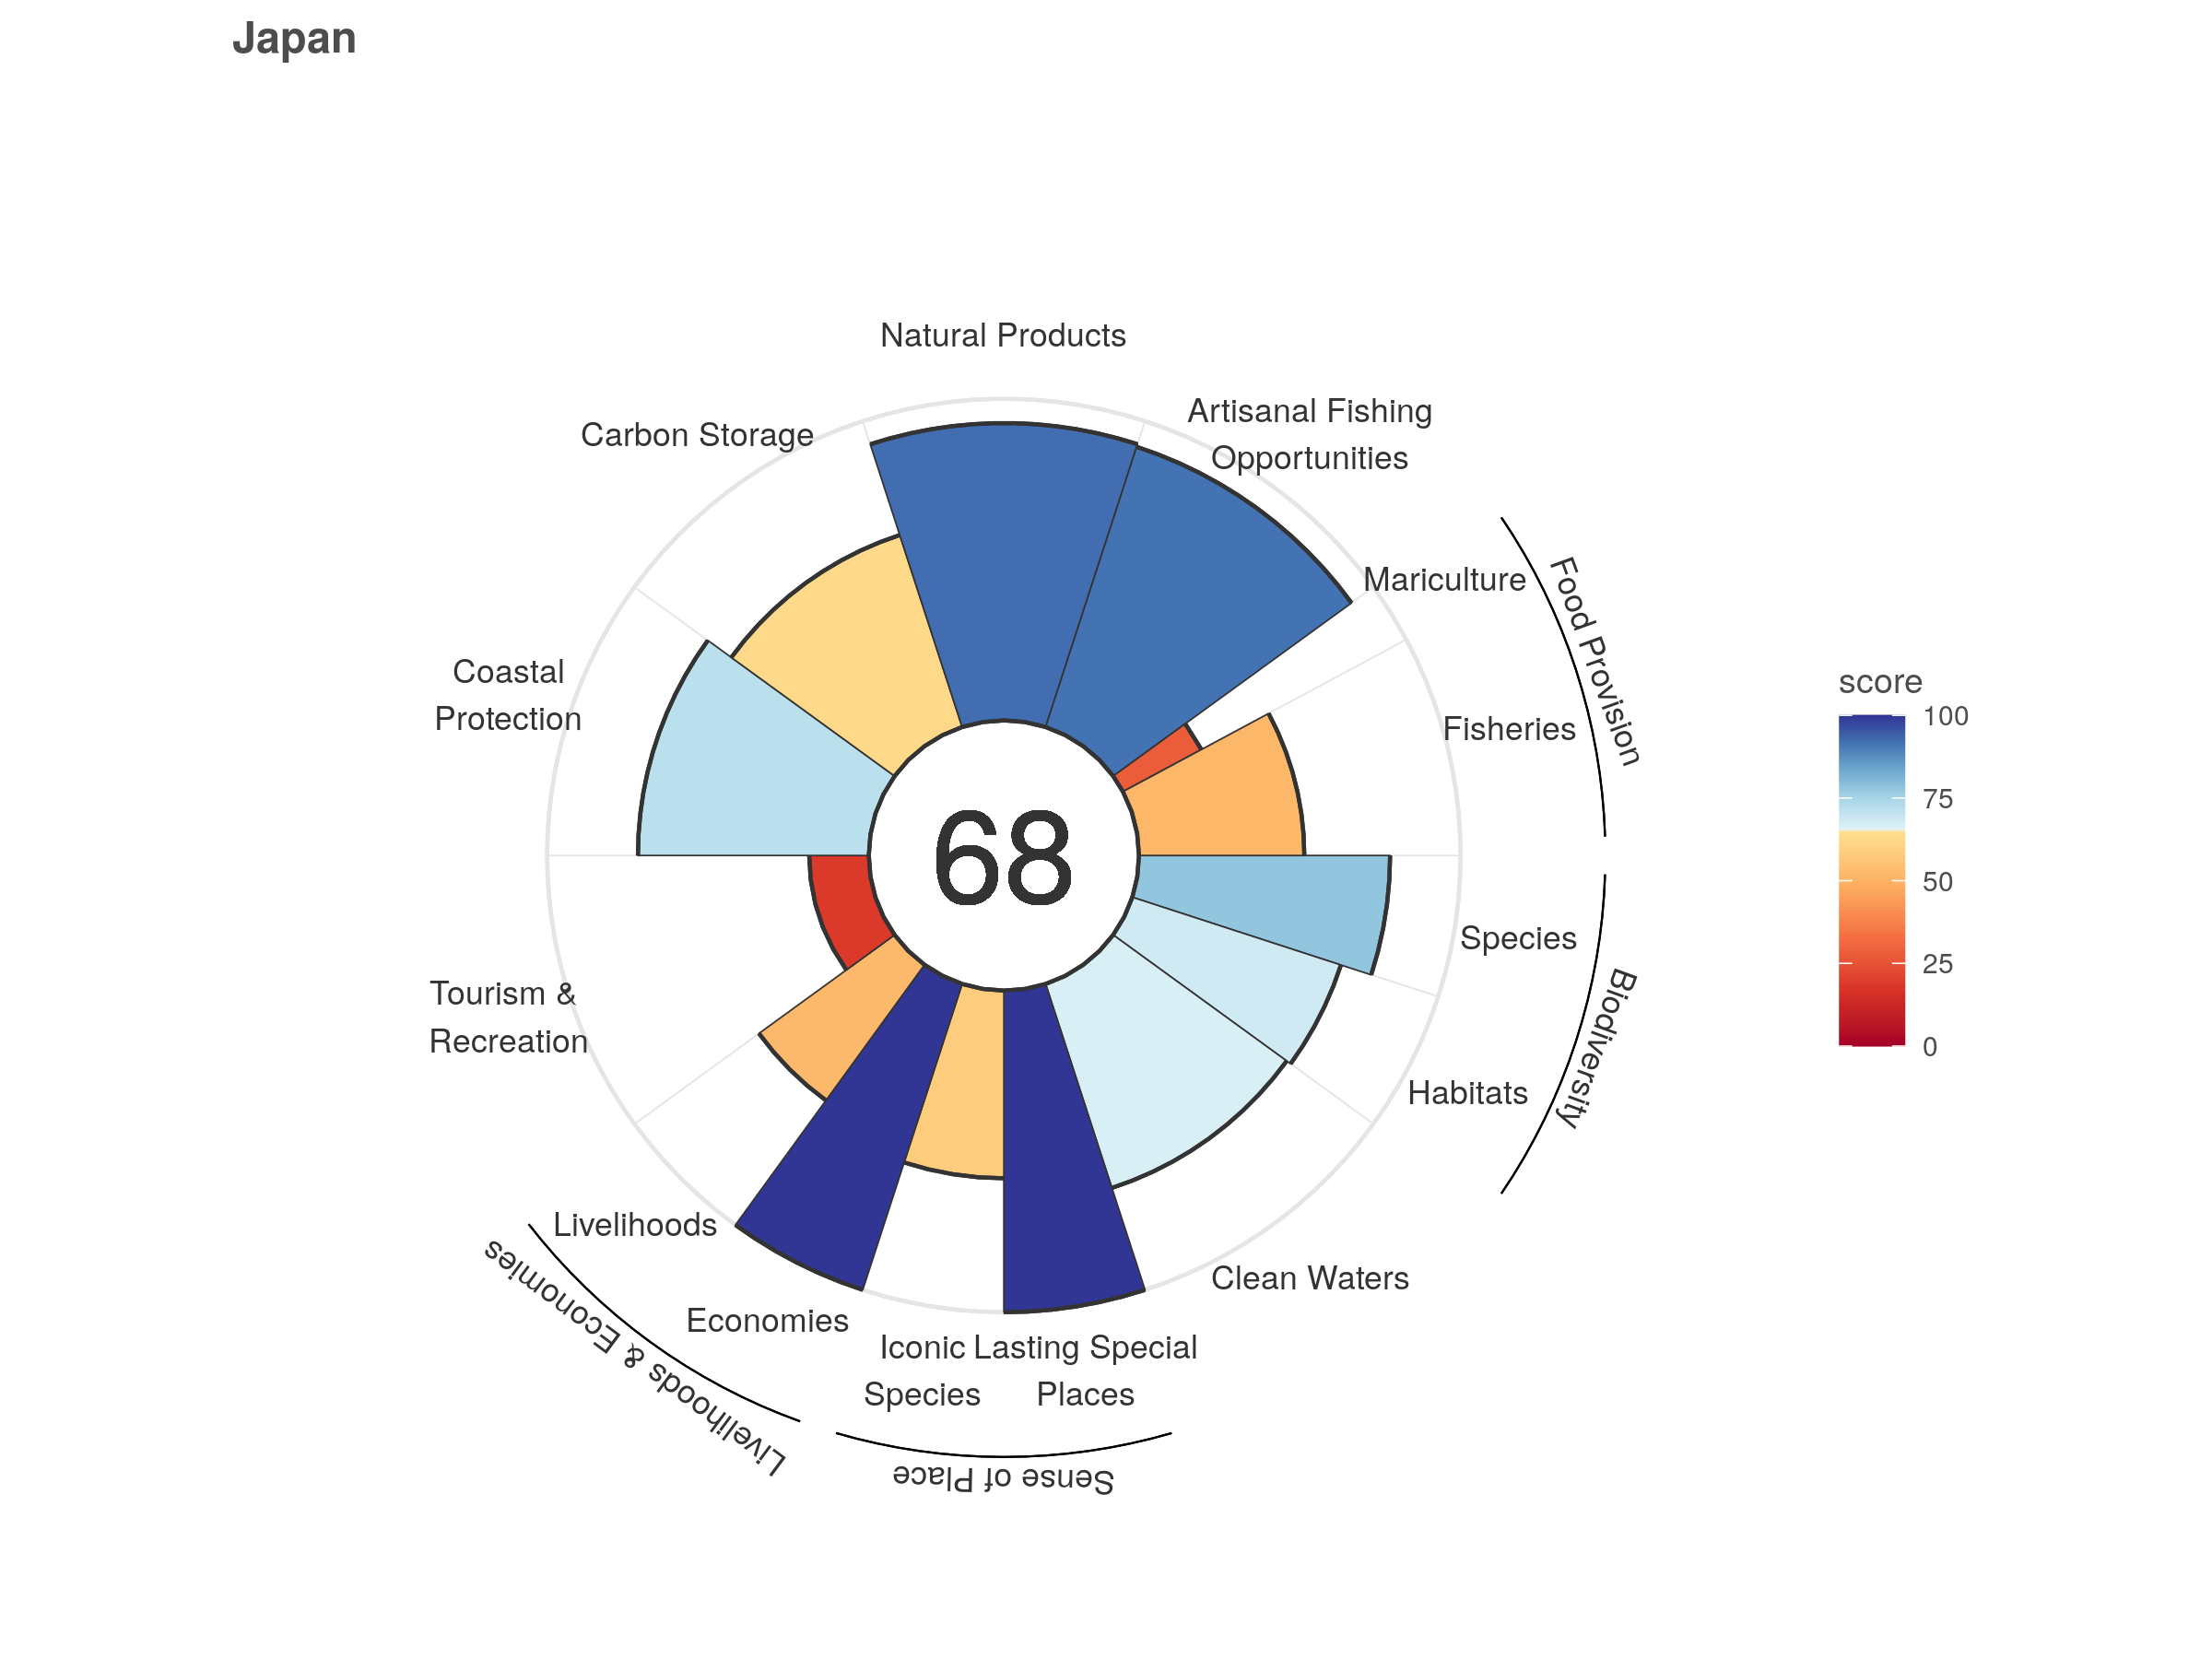 Japan
Natural Products
Artisanal Fishing
Opportunities
Carbon Storage
Mariculture
Food Provision
Fisheries
Coastal
Protection
68
score
100
75
50
25
0
Species
Biodiversity
Habitats
Tourism &
Recreation
Livelihoods
Clean Waters
Economies
Livelihoods & Economies
Iconic
Species
Lasting Special
Places
Sense of Place